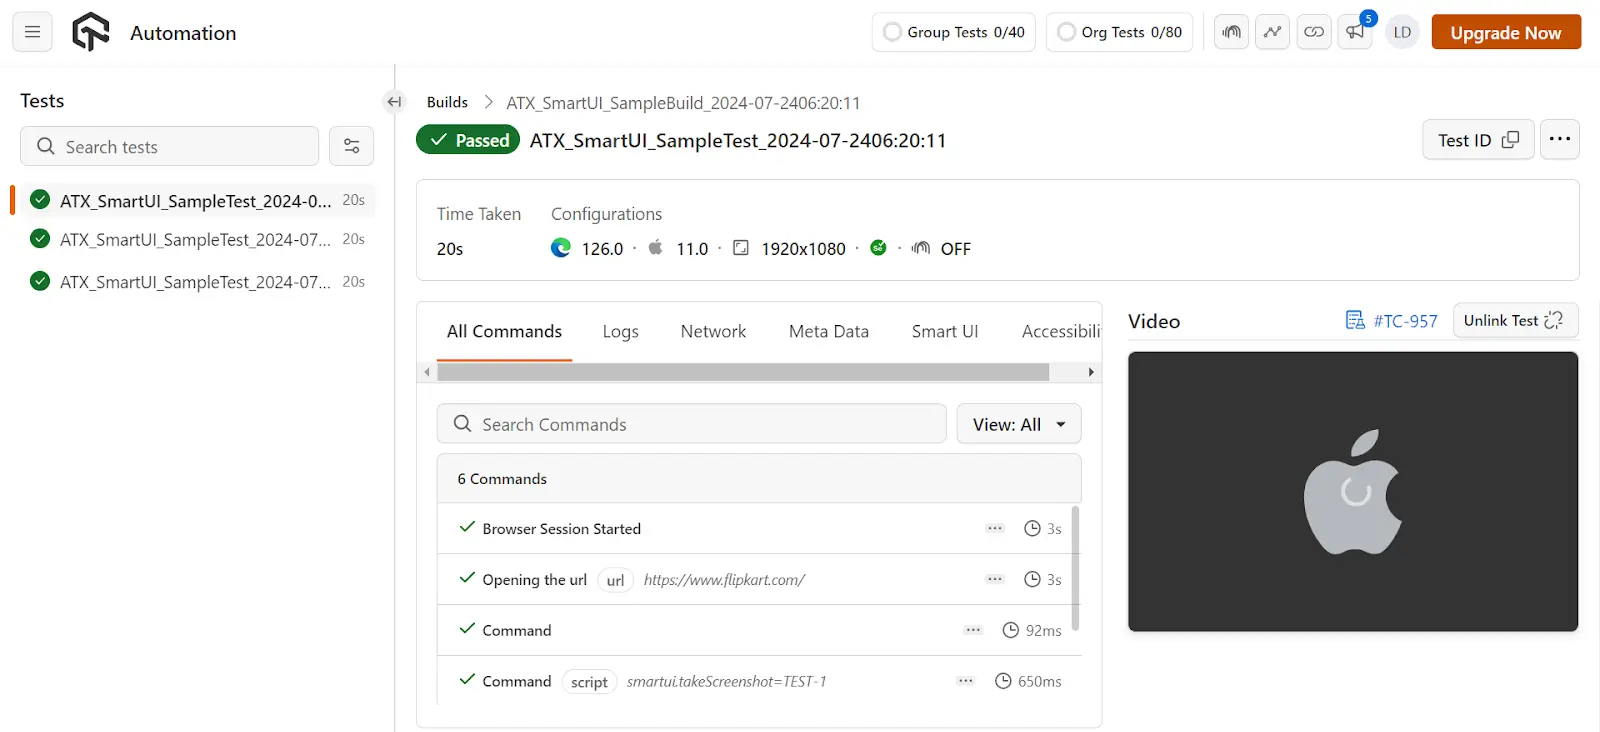 Automation
Group Tests 0/40
Org Tests 0/80
5
LD
Upgrade Now
Tests
Search tests
ATX_SmartUI_SampleTest_2024-0... 20s
ATX_SmartUI_SampleTest_2024-07... 20s
ATX_SmartUI_SampleTest_2024-07... 20s
Builds
ATX_SmartUI_SampleBuild_2024-07-2406:20:11
Passed
ATX_SmartUI_SampleTest_2024-07-2406:20:11
Test ID
Time Taken
Configurations
20s
126.0 · 11.0 · 1920x1080 · · OFF
All Commands
Logs
Network
Meta Data
Smart UI
Accessibili
Search Commands
View: All
6 Commands
Browser Session Started ... 3s
Opening the url url https://www.flipkart.com/ ... 3s
Command ... 92ms
Command script smartui.takeScreenshot=TEST-1 ... 650ms
Video
#TC-957
Unlink Test